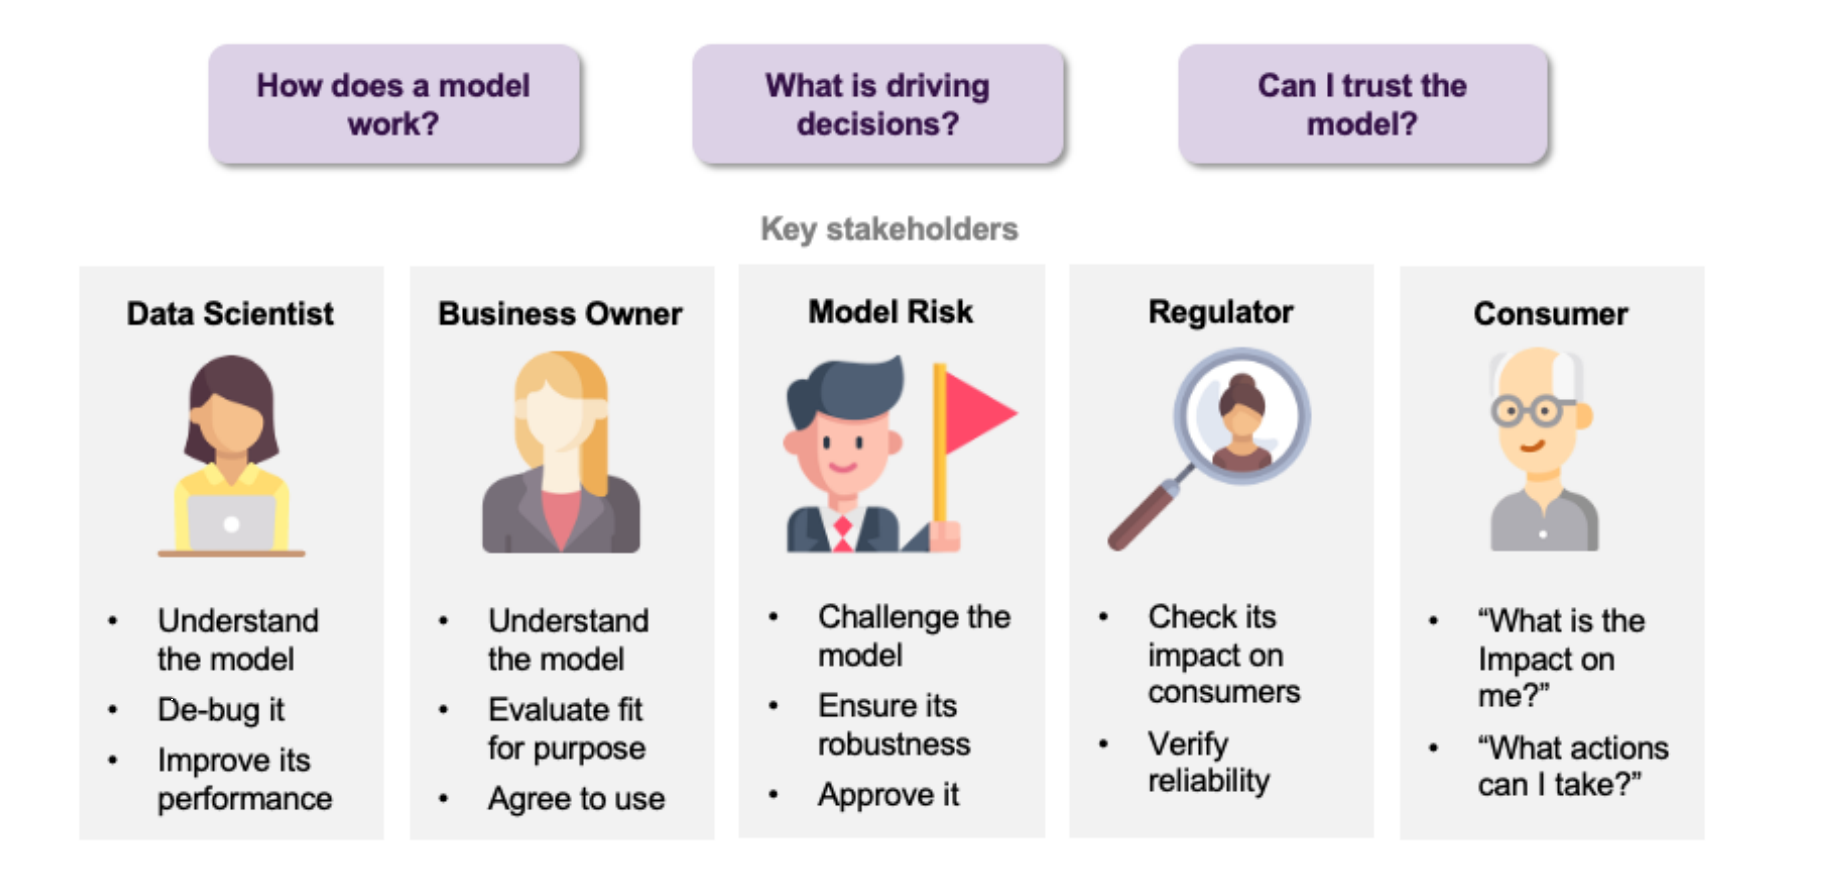 How does a model
work?
What is driving
decisions?
Can I trust the
model?
Key stakeholders
Data Scientist
• Understand
the model
• De-bug it
• Improve its
performance
Business Owner
• Understand
the model
• Evaluate fit
for purpose
• Agree to use
Model Risk
• Challenge the
model
• Ensure its
robustness
• Approve it
Regulator
• Check its
impact on
consumers
• Verify
reliability
Consumer
• “What is the
Impact on
me?”
• “What actions
can I take?”